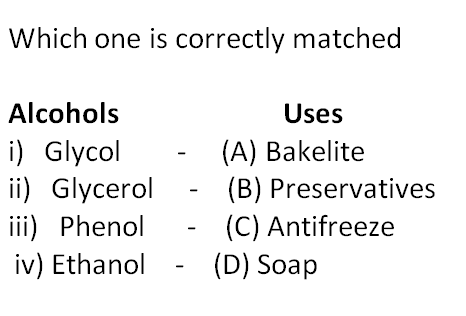 Which one is correctly matched
Alcohols Uses
i) Glycol - (A) Bakelite
ii) Glycerol - (B) Preservatives
iii) Phenol - (C) Antifreeze
iv) Ethanol - (D) Soap